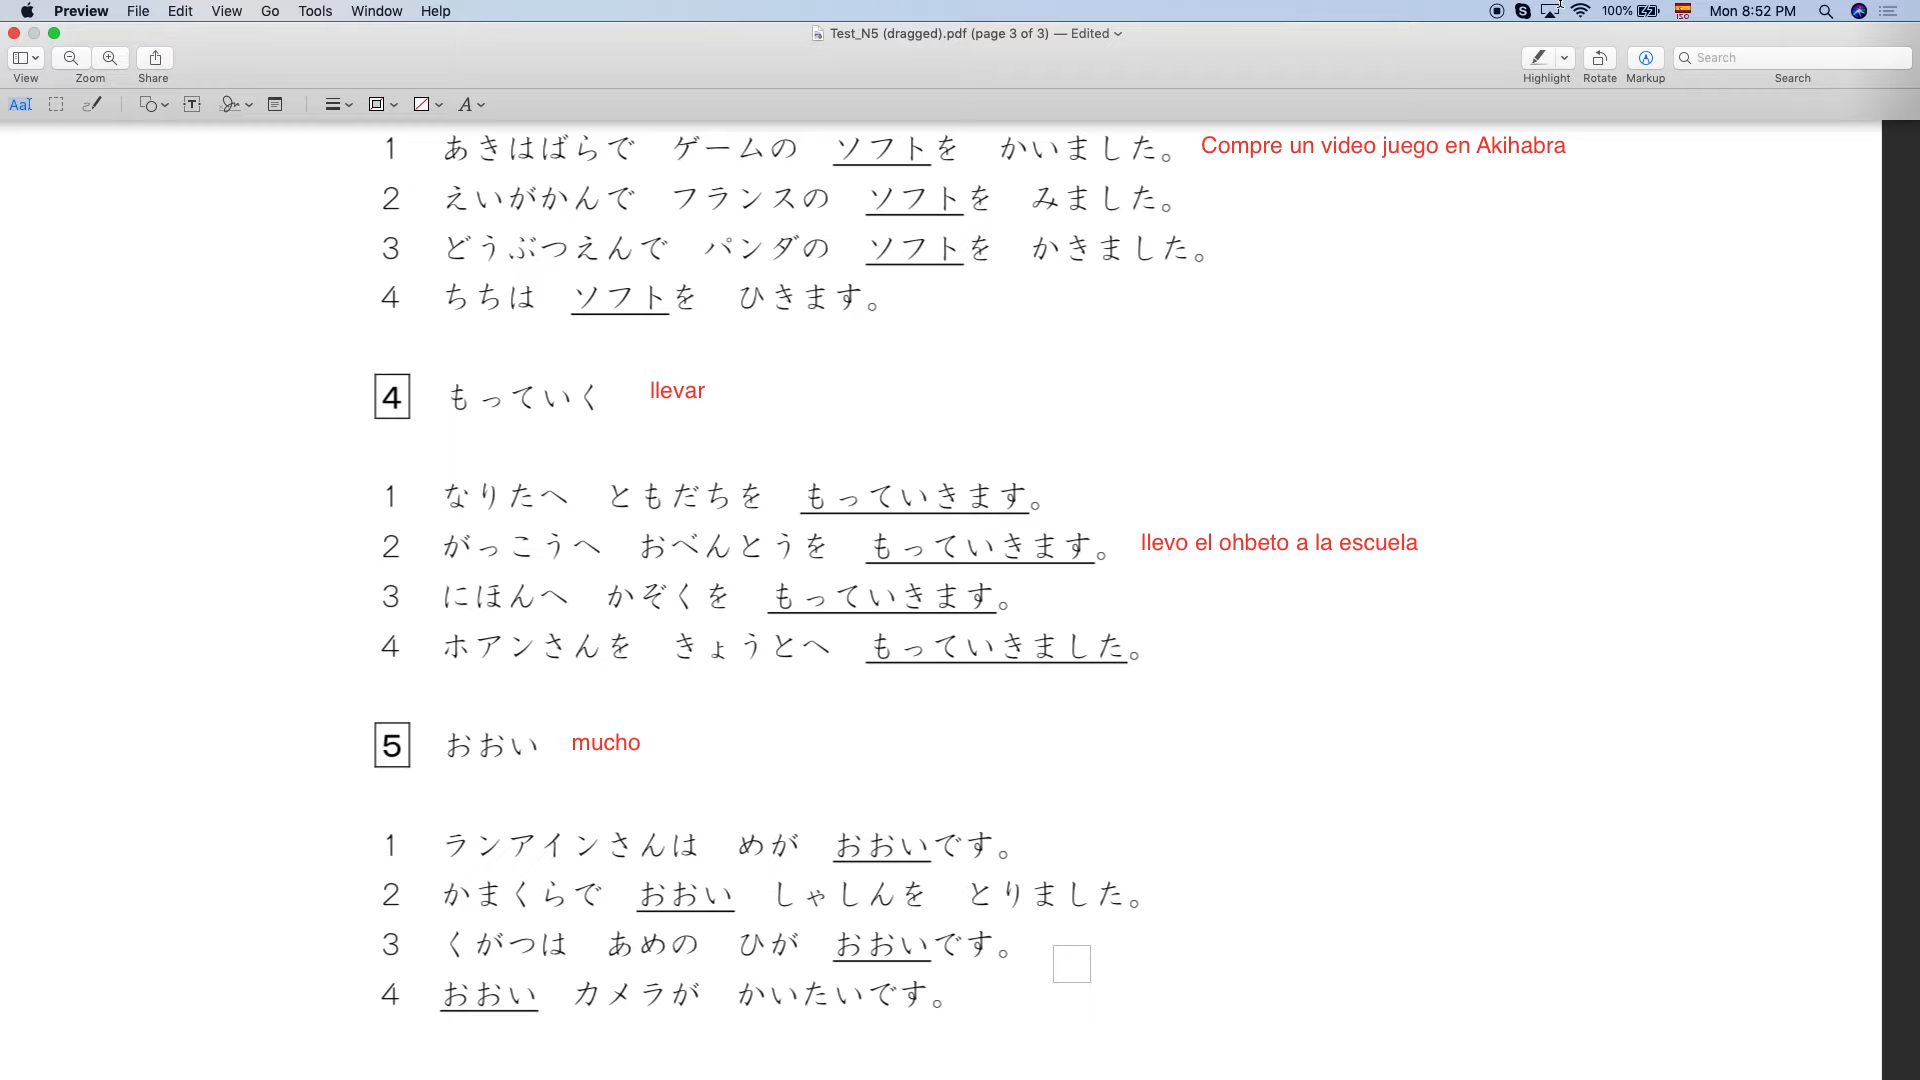 Preview File Edit View Go Tools Window Help 100% ISO Mon 8:52 PM
Test_N5 (dragged).pdf (page 3 of 3) — Edited
Search
View Zoom Share Highlight Rotate Markup Search
AaI T A
1 あきはばらで ゲームの ソフトを かいました。 Compre un video juego en Akihabra
2 えいがかんで フランスの ソフトを みました。
3 どうぶつえんで パンダの ソフトを かきました。
4 ちちは ソフトを ひきます。
4 もっていく llevar
1 なりたへ ともだちを もっていきます。
2 がっこうへ おべんとうを もっていきます。 llevo el ohbeto a la escuela
3 にほんへ かぞくを もっていきます。
4 ホアンさんを きょうとへ もっていきました。
5 おおい mucho
1 ランアインさんは めが おおいです。
2 かまくらで おおい しゃしんを とりました。
3 くがつは あめの ひが おおいです。
4 おおい カメラが かいたいです。